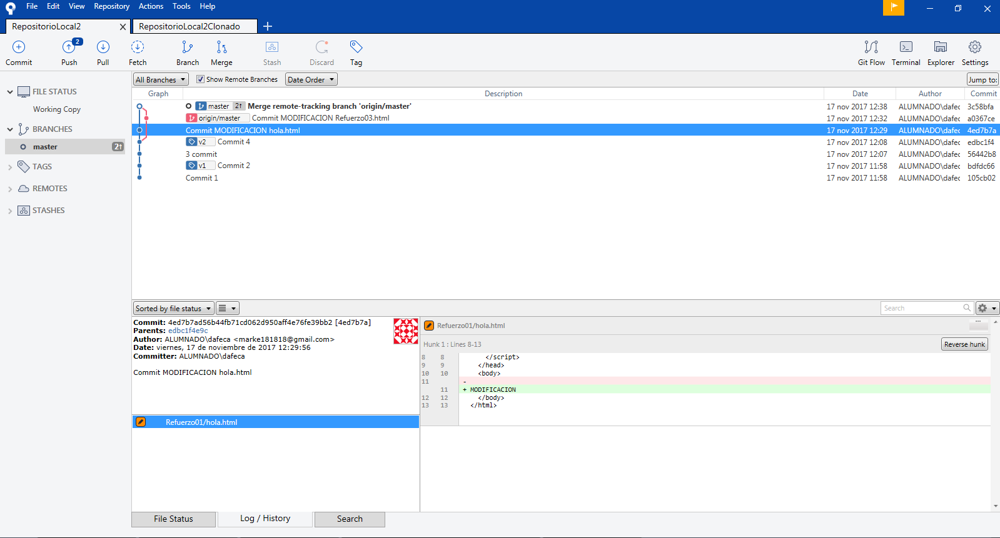 File Edit View Repository Actions Tools Help
RepositorioLocal2 RepositorioLocal2Clonado
2
Commit Push Pull Fetch Branch Merge Stash Discard Tag Git Flow Terminal Explorer Settings
All Branches Show Remote Branches Date Order Jump to:
Graph Description Date Author Commit
master 2↑ Merge remote-tracking branch 'origin/master' 17 nov 2017 12:38 ALUMNADO\dafec 3c58bfa
origin/master Commit MODIFICACION Refuerzo03.html 17 nov 2017 12:32 ALUMNADO\dafec a0367ce
Commit MODIFICACION hola.html 17 nov 2017 12:29 ALUMNADO\dafec 4ed7b7a
v2 Commit 4 17 nov 2017 12:08 ALUMNADO\dafec edbc1f4
3 commit 17 nov 2017 12:07 ALUMNADO\dafec 56442b8
v1 Commit 2 17 nov 2017 11:58 ALUMNADO\dafec bdfdc66
Commit 1 17 nov 2017 11:58 ALUMNADO\dafec 105cb02
FILE STATUS
Working Copy
BRANCHES
master 2↑
TAGS
REMOTES
STASHES
Sorted by file status Search
Commit: 4ed7b7ad56b44fb71cd062d950aff4e76fe39bb2 [4ed7b7a]
Parents: edbc1f4e9c
Author: ALUMNADO\dafeca <marke181818@gmail.com>
Date: viernes, 17 de noviembre de 2017 12:29:56
Committer: ALUMNADO\dafeca
Commit MODIFICACION hola.html
Refuerzo01/hola.html
Refuerzo01/hola.html
Hunk 1 : Lines 8-13 Reverse hunk
8 8 </script>
9 9 </head>
10 10 <body>
11 -
11 + MODIFICACION
12 12 </body>
13 13 </html>
File Status Log / History Search